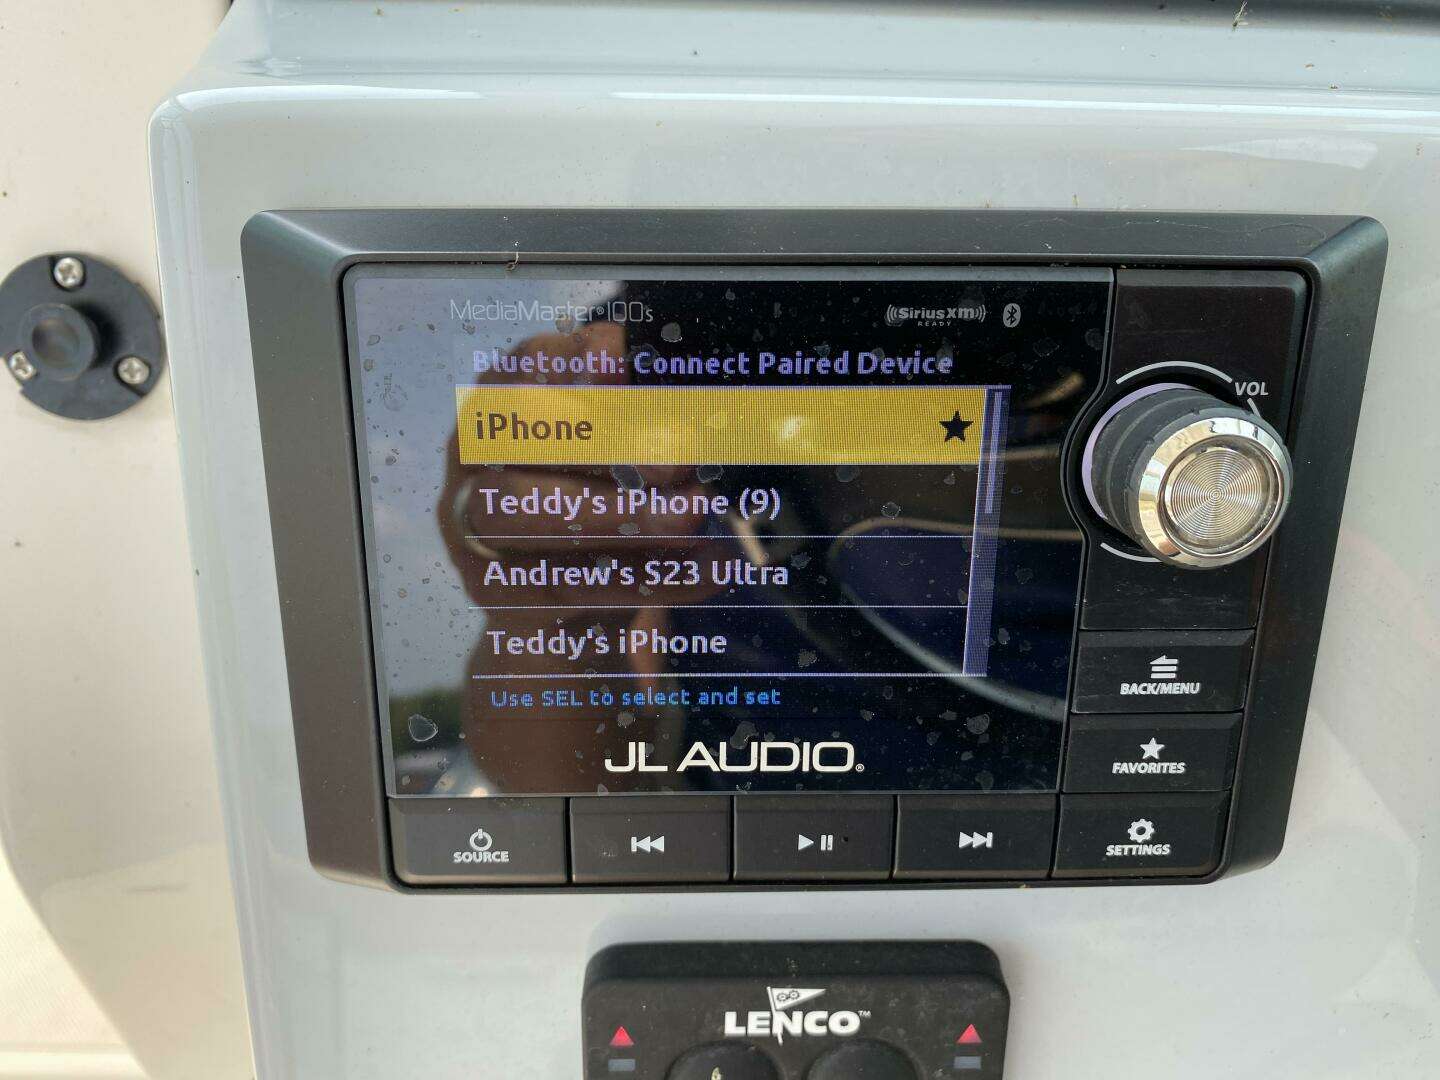 MediaMaster®100s
((SiriusXM))
READY
Bluetooth: Connect Paired Device
iPhone
Teddy's iPhone (9)
Andrew's S23 Ultra
Teddy's iPhone
Use SEL to select and set
JL AUDIO®
VOL
BACK/MENU
FAVORITES
SETTINGS
SOURCE
LENCO™